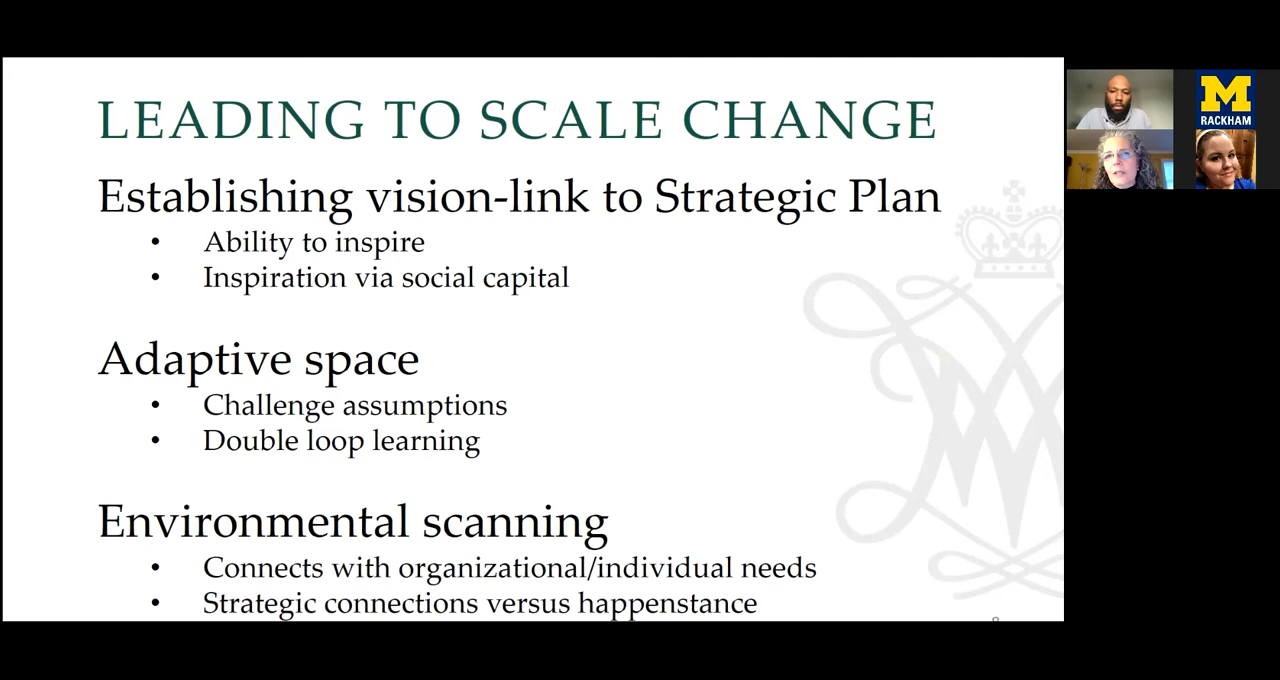 LEADING TO SCALE CHANGE
Establishing vision-link to Strategic Plan
• Ability to inspire
• Inspiration via social capital
Adaptive space
• Challenge assumptions
• Double loop learning
Environmental scanning
• Connects with organizational/individual needs
• Strategic connections versus happenstance
M
RACKHAM